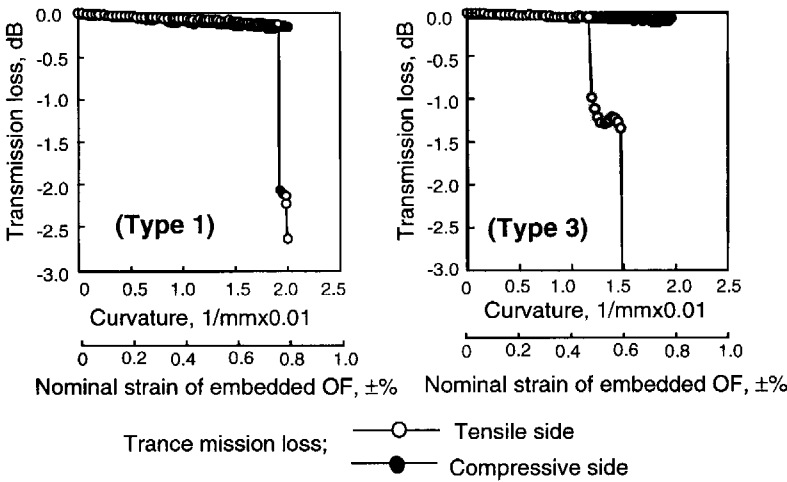 Transmission loss, dB
0.0
-0.5
-1.0
-1.5
-2.0
-2.5
-3.0
(Type 1)
0 0.5 1.0 1.5 2.0 2.5
Curvature, 1/mmx0.01
0 0.2 0.4 0.6 0.8 1.0
Nominal strain of embedded OF, ±%
Transmission loss, dB
0.0
-0.5
-1.0
-1.5
-2.0
-2.5
-3.0
(Type 3)
0 0.5 1.0 1.5 2.0 2.5
Curvature, 1/mmx0.01
0 0.2 0.4 0.6 0.8 1.0
Nominal strain of embedded OF, ±%
Trance mission loss;
Tensile side
Compressive side